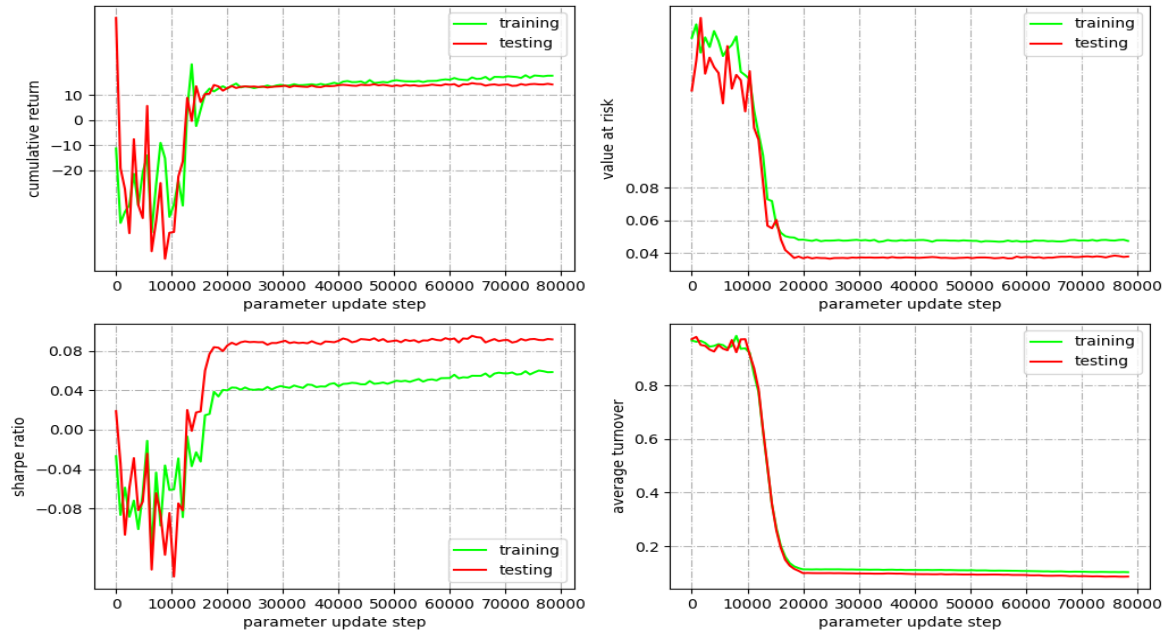 cumulative return
10
0
−10
−20
training
testing
0 10000 20000 30000 40000 50000 60000 70000 80000
parameter update step
value at risk
0.08
0.06
0.04
training
testing
0 10000 20000 30000 40000 50000 60000 70000 80000
parameter update step
sharpe ratio
0.08
0.04
0.00
−0.04
−0.08
training
testing
0 10000 20000 30000 40000 50000 60000 70000 80000
parameter update step
average turnover
0.8
0.6
0.4
0.2
training
testing
0 10000 20000 30000 40000 50000 60000 70000 80000
parameter update step